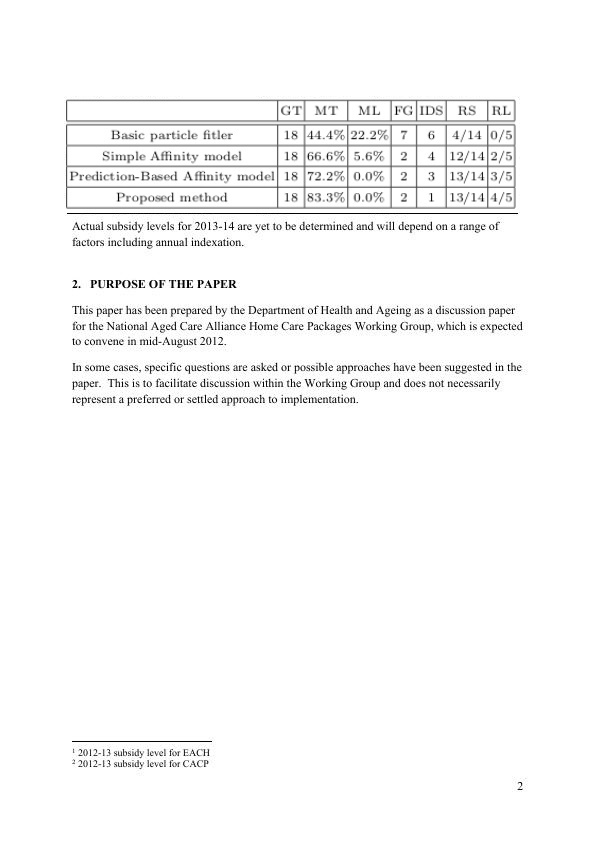 GT MT ML FG IDS RS RL
Basic particle fitler 18 44.4% 22.2% 7 6 4/14 0/5
Simple Affinity model 18 66.6% 5.6% 2 4 12/14 2/5
Prediction-Based Affinity model 18 72.2% 0.0% 2 3 13/14 3/5
Proposed method 18 83.3% 0.0% 2 1 13/14 4/5
Actual subsidy levels for 2013-14 are yet to be determined and will depend on a range of
factors including annual indexation.
2. PURPOSE OF THE PAPER
This paper has been prepared by the Department of Health and Ageing as a discussion paper
for the National Aged Care Alliance Home Care Packages Working Group, which is expected
to convene in mid-August 2012.
In some cases, specific questions are asked or possible approaches have been suggested in the
paper.  This is to facilitate discussion within the Working Group and does not necessarily
represent a preferred or settled approach to implementation.
¹ 2012-13 subsidy level for EACH
² 2012-13 subsidy level for CACP
2